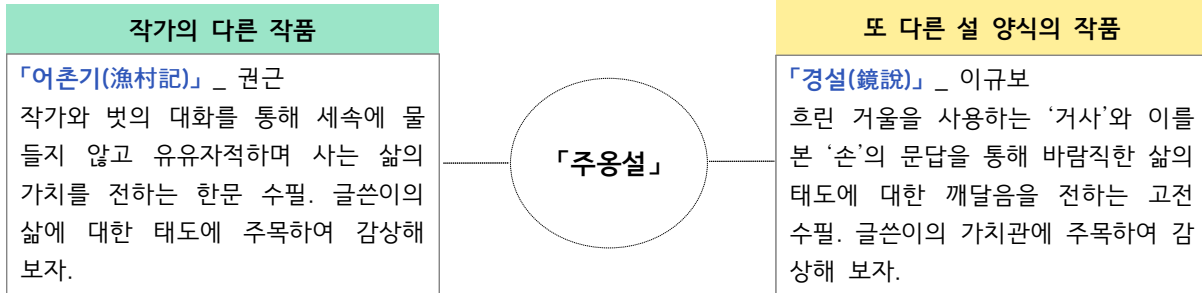 작가의 다른 작품
「어촌기(漁村記)」 _ 권근
작가와 벗의 대화를 통해 세속에 물
들지 않고 유유자적하며 사는 삶의
가치를 전하는 한문 수필. 글쓴이의
삶에 대한 태도에 주목하여 감상해
보자.
「주옹설」
또 다른 설 양식의 작품
「경설(鏡說)」 _ 이규보
흐린 거울을 사용하는 ‘거사’와 이를
본 ‘손’의 문답을 통해 바람직한 삶의
태도에 대한 깨달음을 전하는 고전
수필. 글쓴이의 가치관에 주목하여 감
상해 보자.